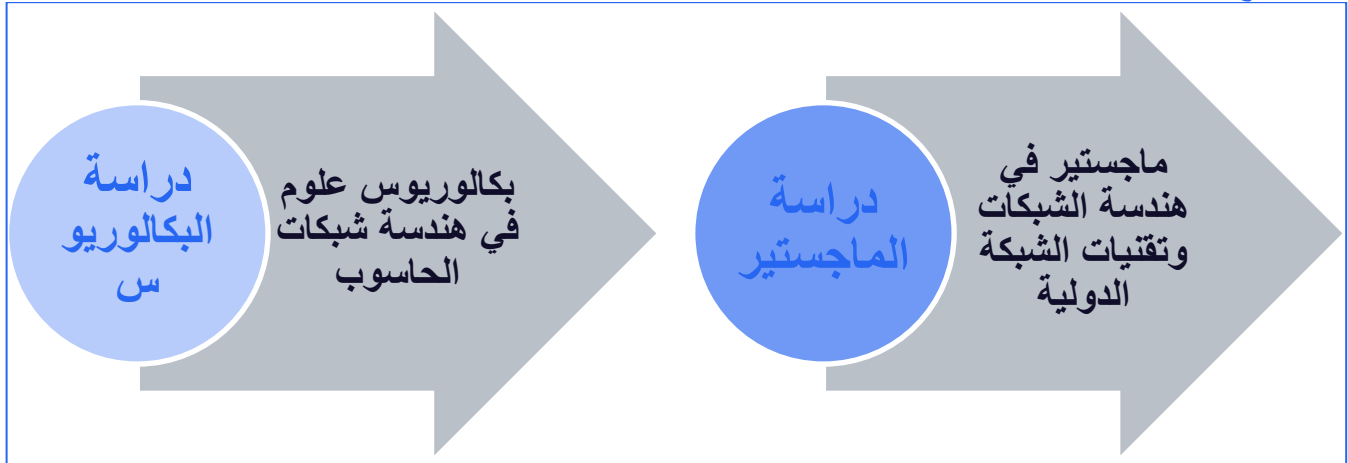 دراسة
البكالوريو
س
بكالوريوس علوم
في هندسة شبكات
الحاسوب
دراسة
الماجستير
ماجستير في
هندسة الشبكات
وتقنيات الشبكة
الدولية